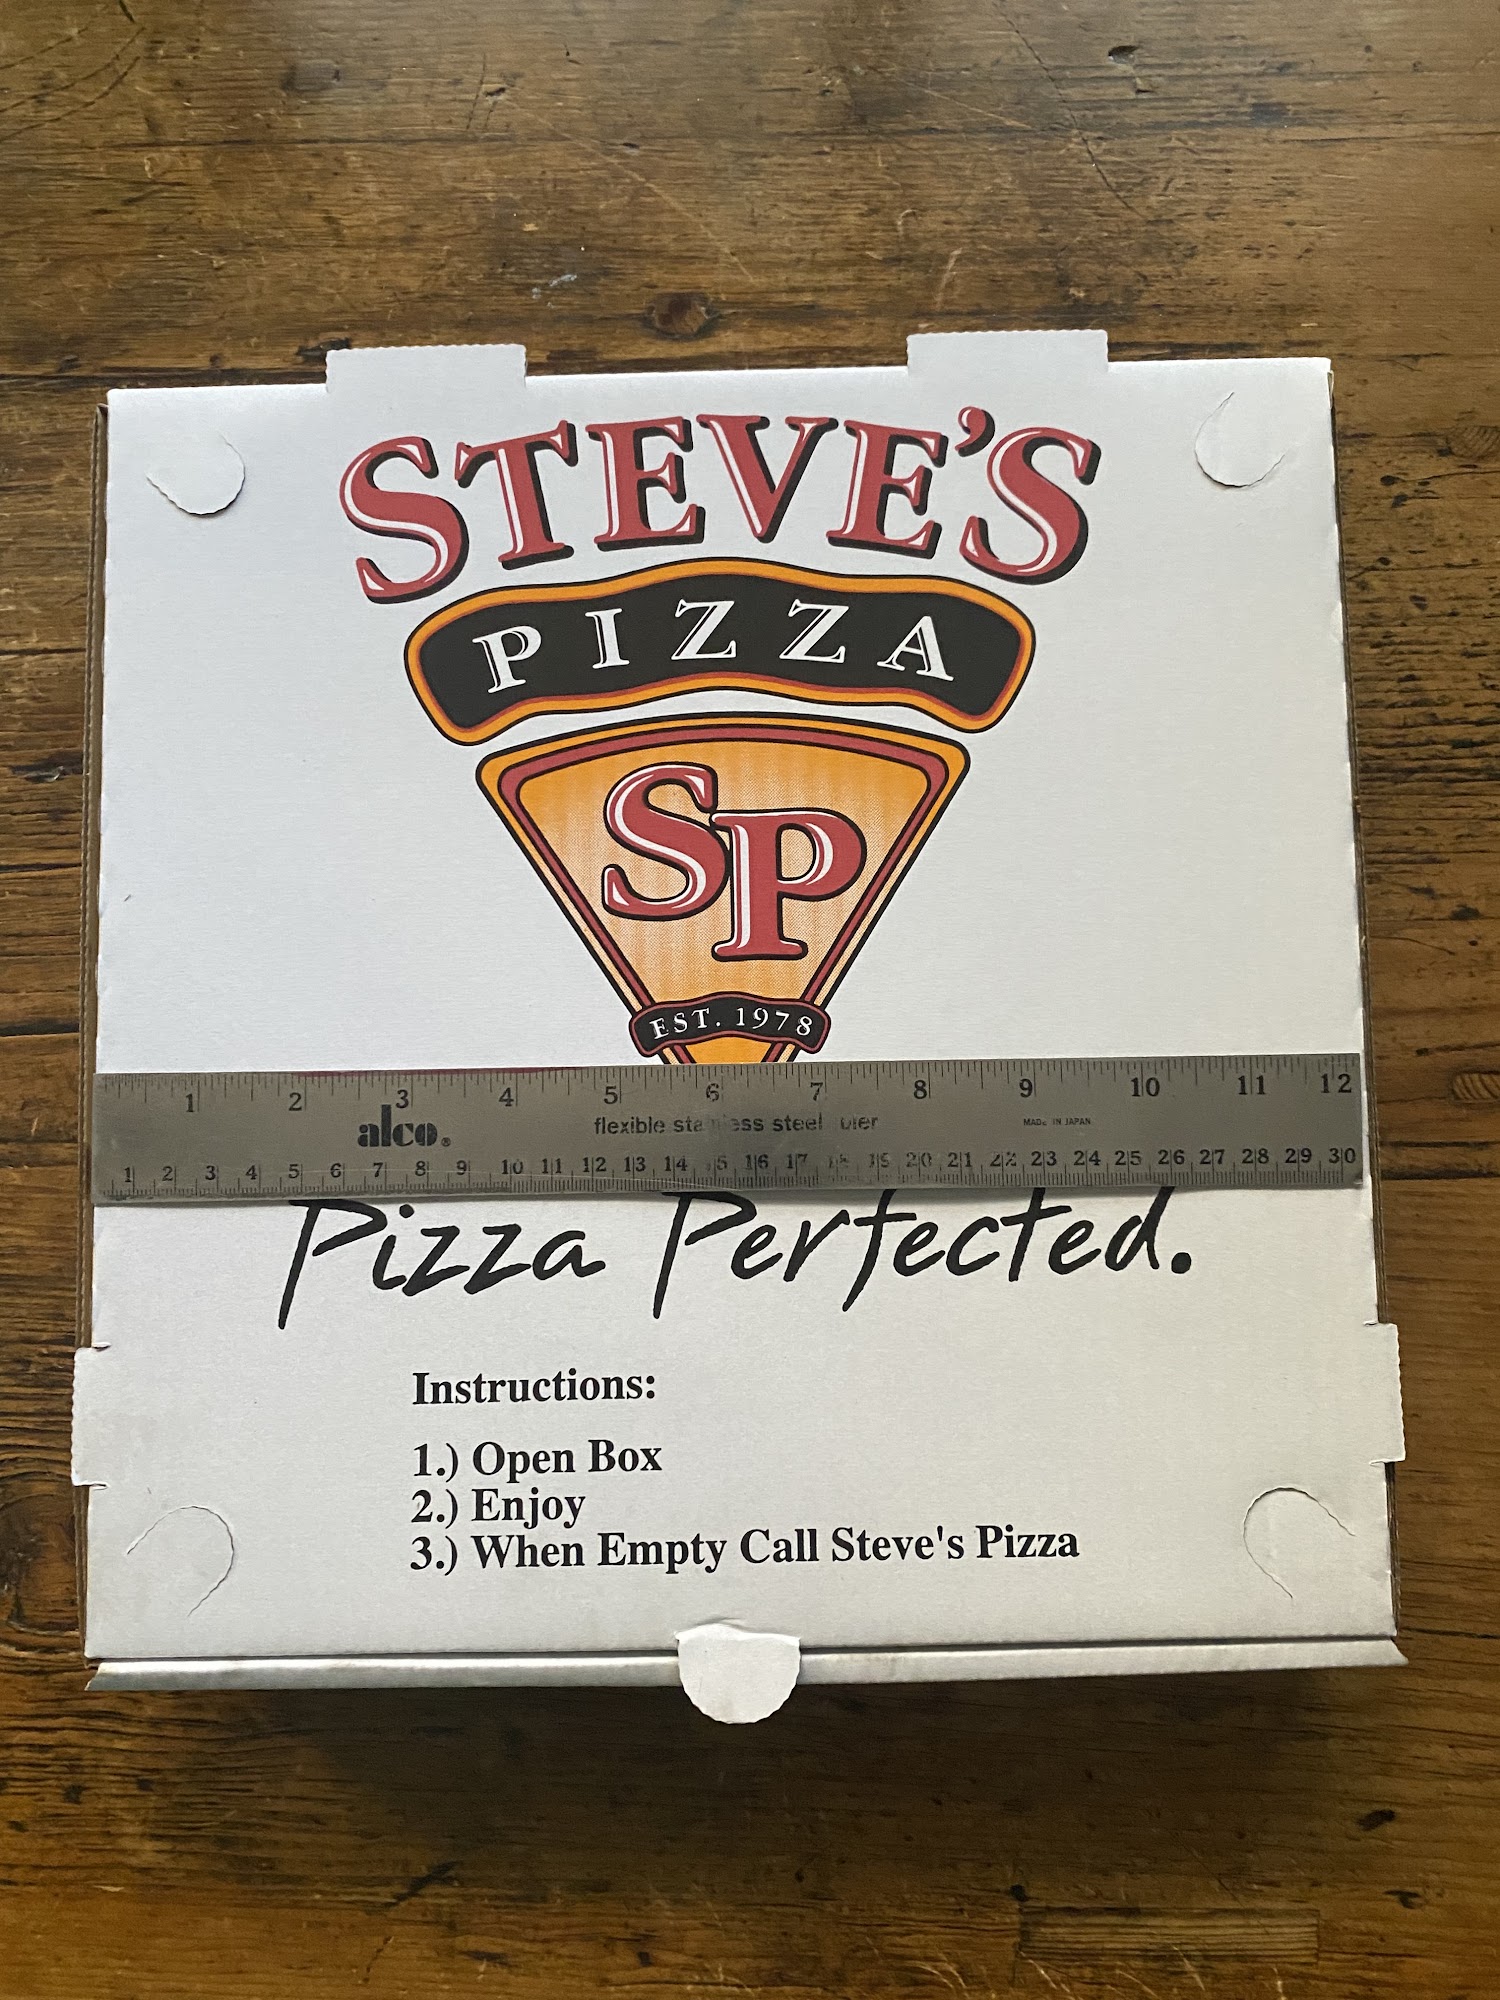 STEVE'S
PIZZA
SP
EST. 1978
1 2 3 4 5 6 7 8 9 10 11 12
alco®
flexible stainless steel
MADE IN JAPAN
1 2 3 4 5 6 7 8 9 10 11 12 13 14 15 16 17 18 19 20 21 22 23 24 25 26 27 28 29 30
Pizza Perfected.
Instructions:
1.) Open Box
2.) Enjoy
3.) When Empty Call Steve's Pizza